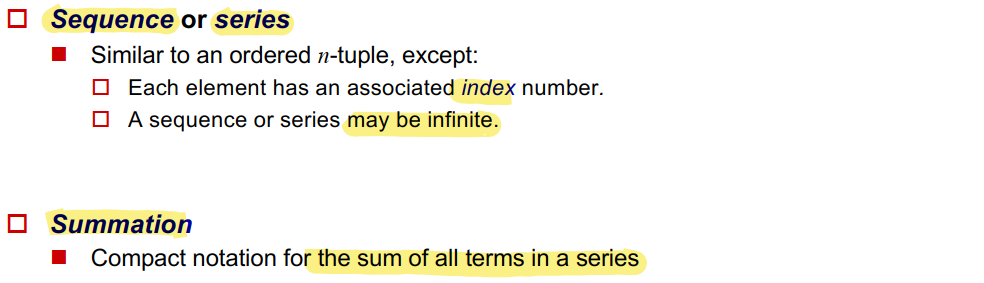 Sequence or series
Similar to an ordered n-tuple, except:
Each element has an associated index number.
A sequence or series may be infinite.
Summation
Compact notation for the sum of all terms in a series